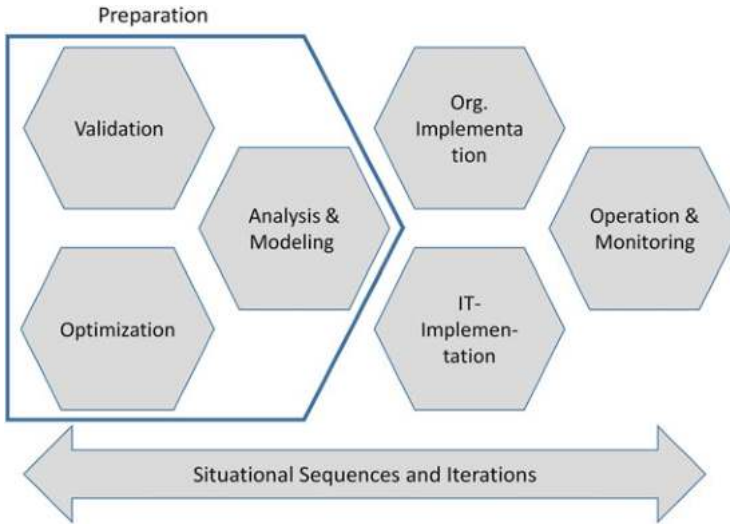 Preparation
Validation
Org.
Implementa
tion
Analysis &
Modeling
Operation &
Monitoring
Optimization
IT-
Implemen-
tation
Situational Sequences and Iterations